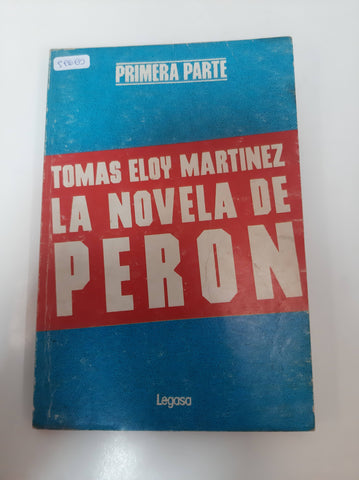 PRIMERA PARTE
TOMAS ELOY MARTINEZ
LA NOVELA DE
PERON
Legasa